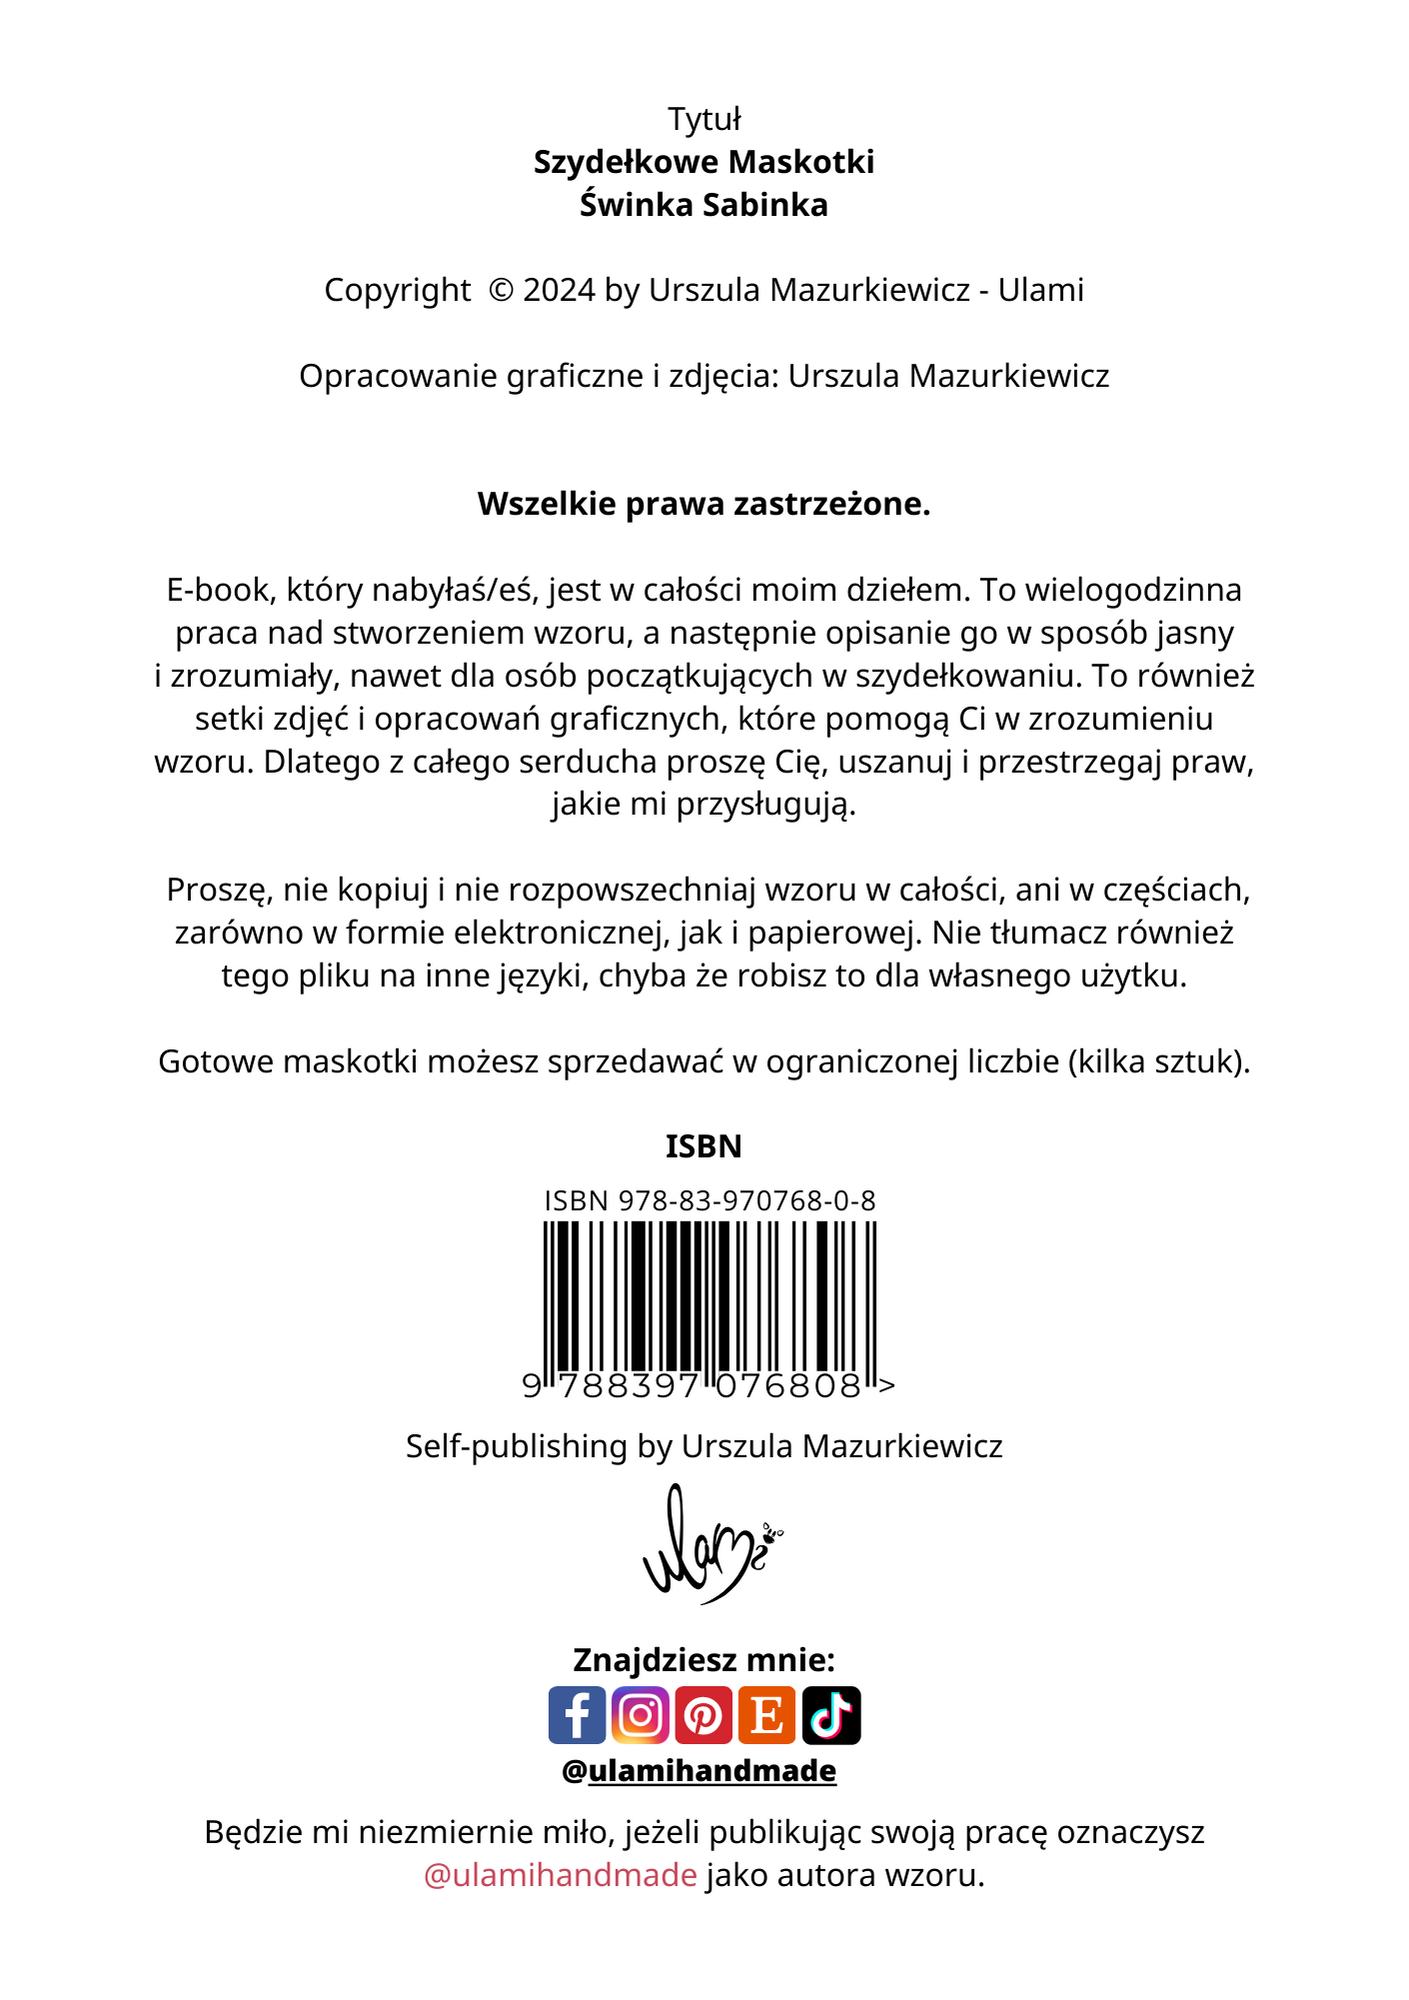 Tytuł
Szydełkowe Maskotki
Świnka Sabinka
Copyright © 2024 by Urszula Mazurkiewicz - Ulami
Opracowanie graficzne i zdjęcia: Urszula Mazurkiewicz
Wszelkie prawa zastrzeżone.
E-book, który nabyłaś/eś, jest w całości moim dziełem. To wielogodzinna
praca nad stworzeniem wzoru, a następnie opisanie go w sposób jasny
i zrozumiały, nawet dla osób początkujących w szydełkowaniu. To również
setki zdjęć i opracowań graficznych, które pomogą Ci w zrozumieniu
wzoru. Dlatego z całego serducha proszę Cię, uszanuj i przestrzegaj praw,
jakie mi przysługują.
Proszę, nie kopiuj i nie rozpowszechniaj wzoru w całości, ani w częściach,
zarówno w formie elektronicznej, jak i papierowej. Nie tłumacz również
tego pliku na inne języki, chyba że robisz to dla własnego użytku.
Gotowe maskotki możesz sprzedawać w ograniczonej liczbie (kilka sztuk).
ISBN
ISBN 978-83-970768-0-8
9 788397 076808 >
Self-publishing by Urszula Mazurkiewicz
ulami
Znajdziesz mnie:
@ulamihandmade
Będzie mi niezmiernie miło, jeżeli publikując swoją pracę oznaczysz
@ulamihandmade jako autora wzoru.